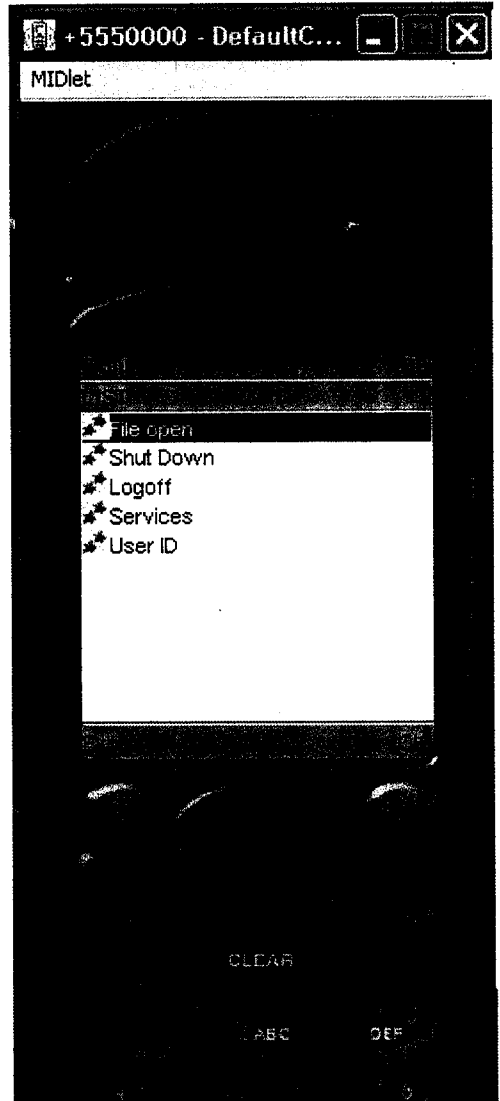 +5550000 - DefaultC...
MIDlet
File open
Shut Down
Logoff
Services
User ID
CLEAR
ABC DEF